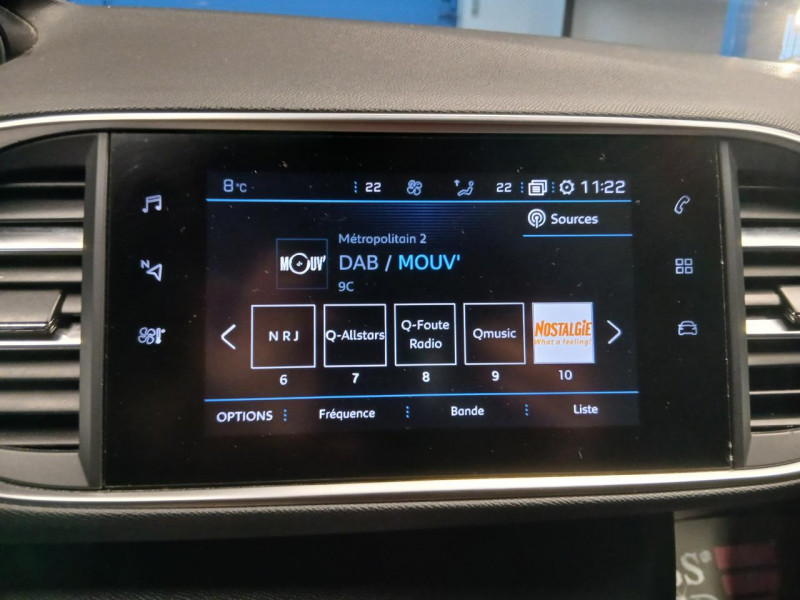 8°C 22 22 11:22
Sources
Métropolitain 2
MOUV' DAB / MOUV'
9C
N
N R J
Q-Allstars
Q-Foute
Radio
Qmusic
NOSTALGIE
What a feeling!
6 7 8 9 10
OPTIONS Fréquence Bande Liste